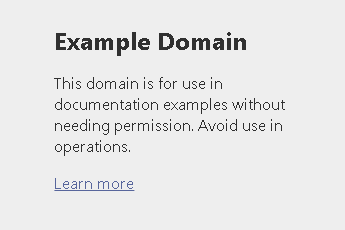 Example Domain
This domain is for use in
documentation examples without
needing permission. Avoid use in
operations.
Learn more